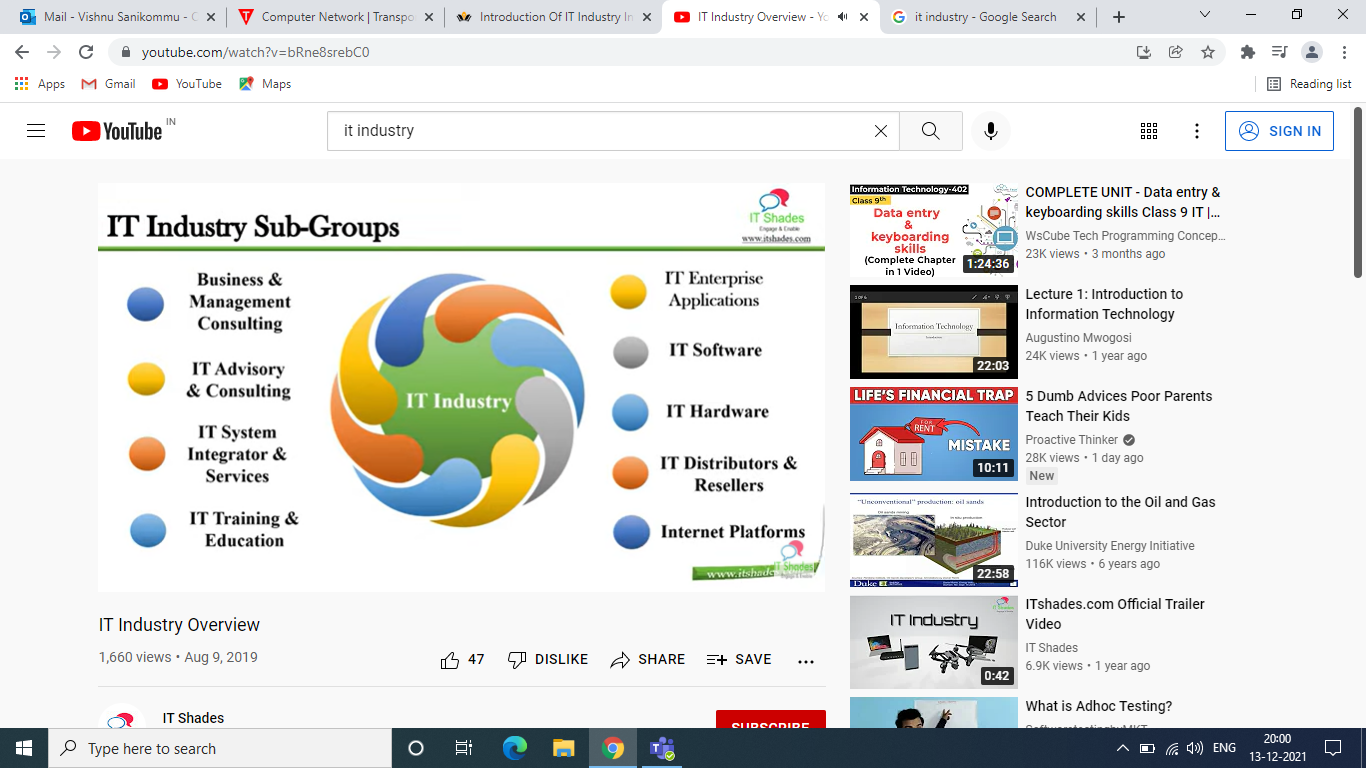 Mail - Vishnu Sanikommu - 
Computer Network | Transpo
Introduction Of IT Industry In
IT Industry Overview - Yo
it industry - Google Search
youtube.com/watch?v=bRne8srebC0
Apps
Gmail
YouTube
Maps
Reading list
YouTube IN
it industry
SIGN IN
IT Industry Sub-Groups
IT Shades
Engage & Enable
www.itshades.com
Business &
Management
Consulting
IT Advisory
& Consulting
IT System
Integrator &
Services
IT Training &
Education
IT Industry
IT Enterprise
Applications
IT Software
IT Hardware
IT Distributors &
Resellers
Internet Platforms
www.itshade
IT Shades
Engage & Enable
IT Industry Overview
1,660 views • Aug 9, 2019
47
DISLIKE
SHARE
SAVE
IT Shades
SUBSCRIBE
Information Technology-402
Class 9th
Data entry
&
keyboarding
skills
(Complete Chapter
in 1 Video)
1:24:36
COMPLETE UNIT - Data entry &
keyboarding skills Class 9 IT |...
WsCube Tech Programming Concep...
23K views • 3 months ago
Information Technology
22:03
Lecture 1: Introduction to
Information Technology
Augustino Mwogosi
24K views • 1 year ago
LIFE'S FINANCIAL TRAP
FOR
RENT
MISTAKE
10:11
5 Dumb Advices Poor Parents
Teach Their Kids
Proactive Thinker
28K views • 1 day ago
New
"Unconventional" production: oil sands
Oil sands mining
Duke
22:58
Introduction to the Oil and Gas
Sector
Duke University Energy Initiative
116K views • 6 years ago
IT Industry
0:42
ITshades.com Official Trailer
Video
IT Shades
6.9K views • 1 year ago
What is Adhoc Testing?
SoftwaretestingbyMKT
Type here to search
ENG
20:00
13-12-2021